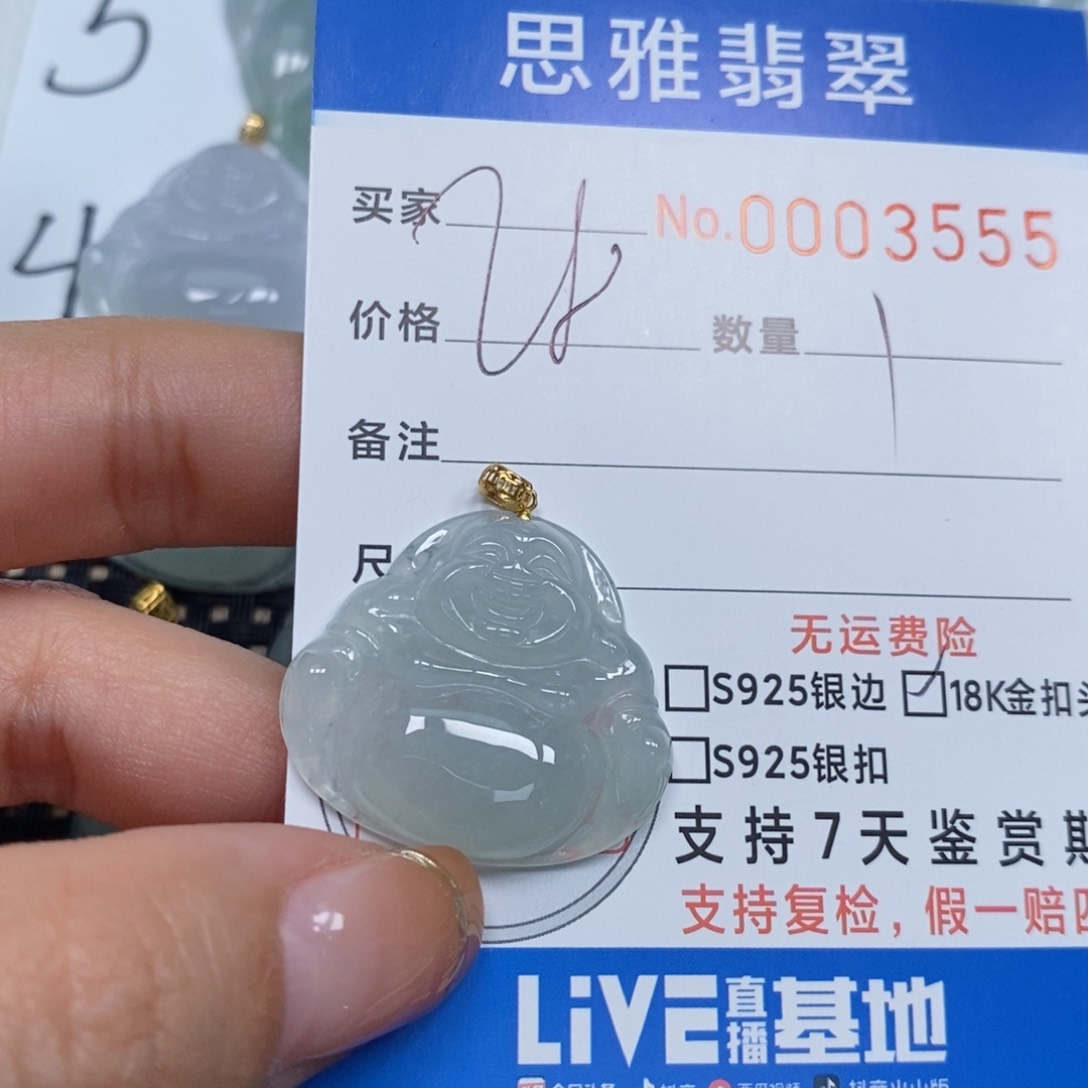 5
4
思雅翡翠
买家 No.0003555
价格 数量 1
备注
尺
无运费险
□S925银边 ☑18K金扣
□S925银扣
支持7天鉴赏期
支持复检，假一赔四
LiVE直播基地